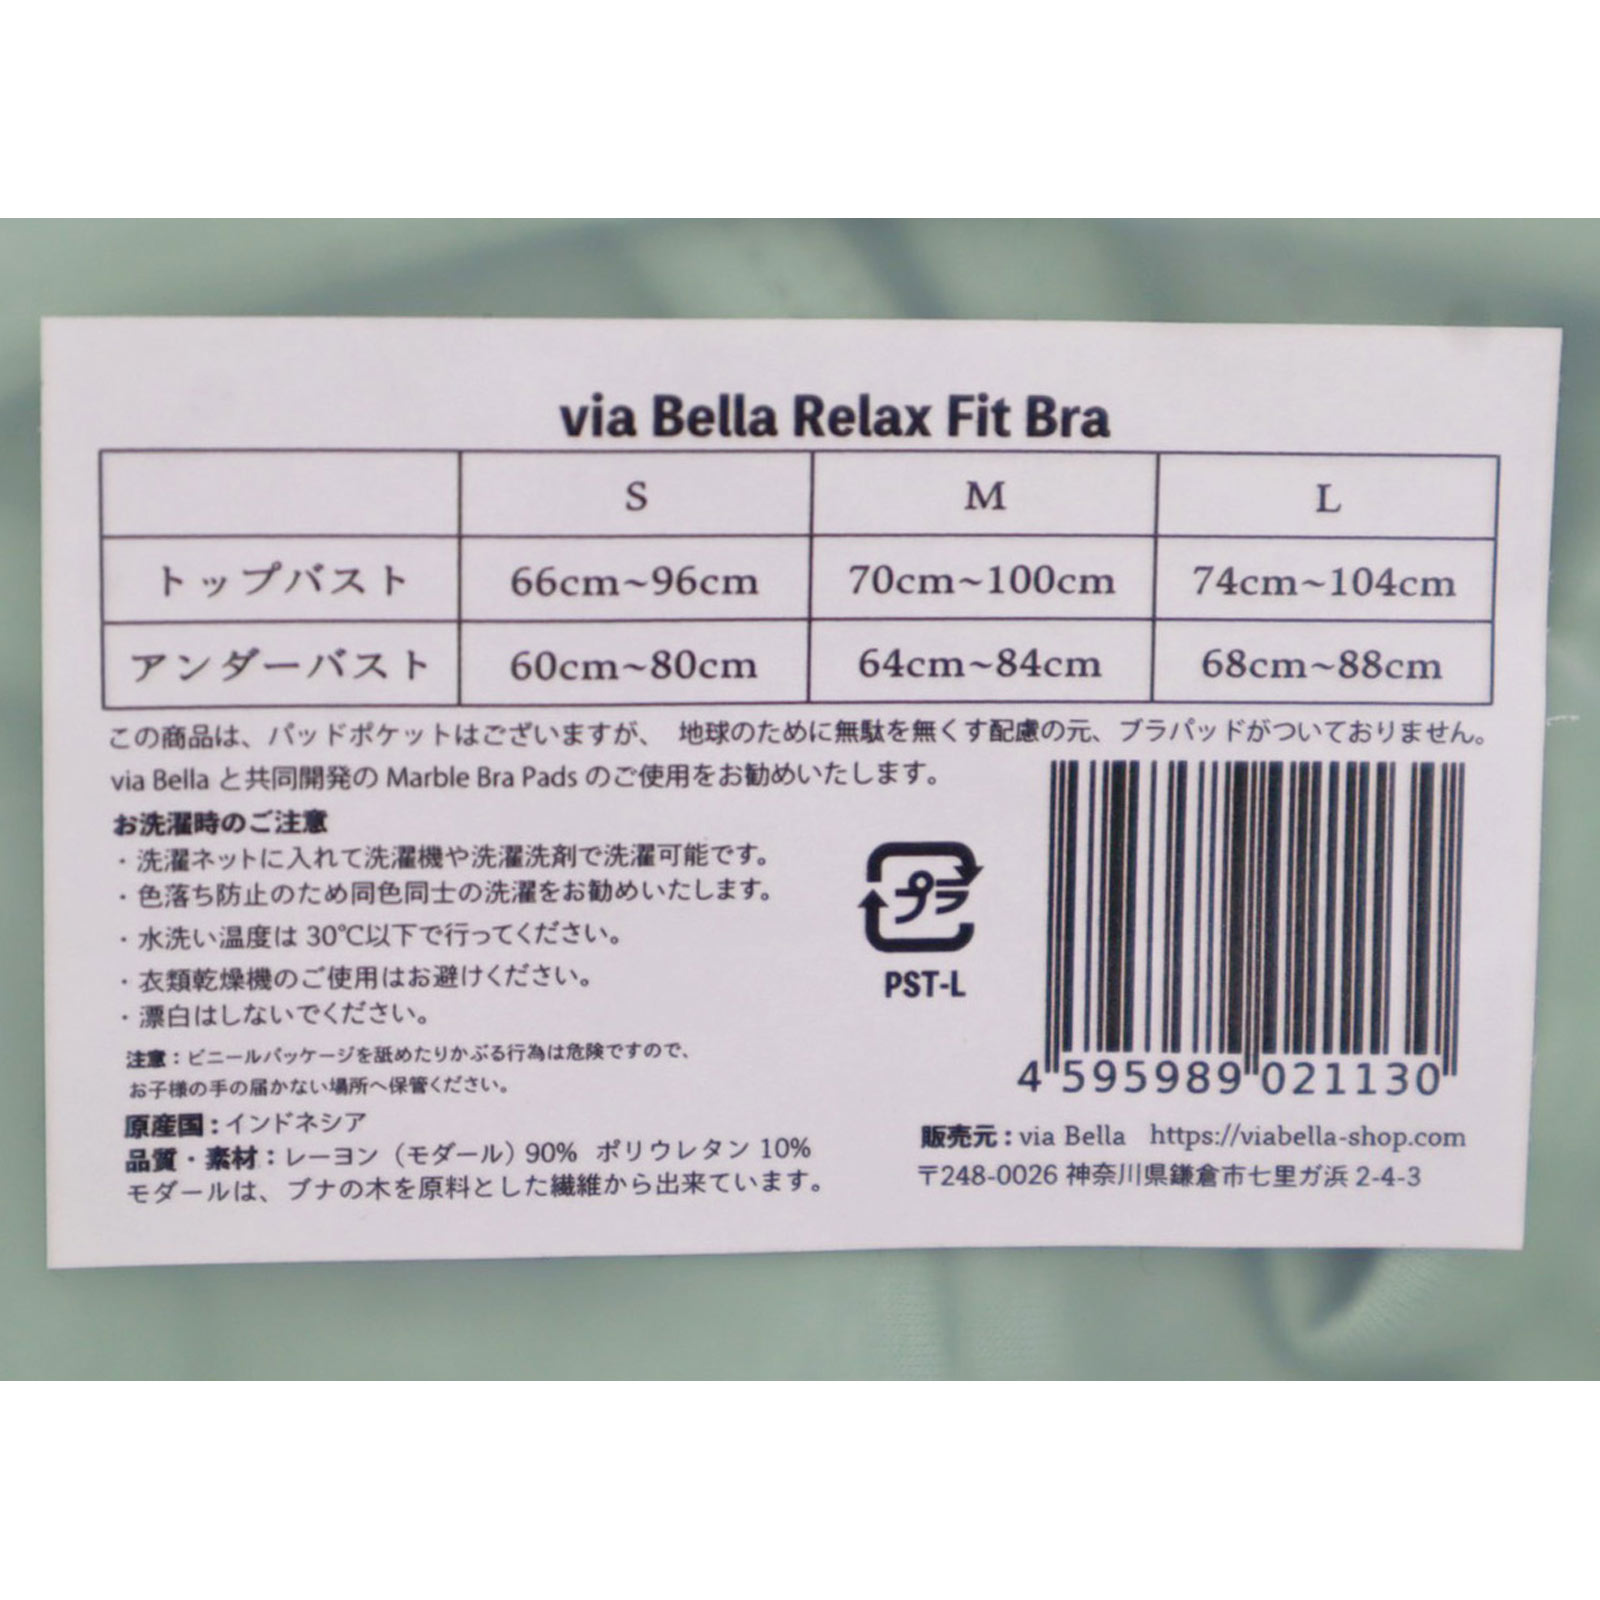 via Bella Relax Fit Bra
S M L
トップバスト 66cm~96cm 70cm~100cm 74cm~104cm
アンダーバスト 60cm~80cm 64cm~84cm 68cm~88cm
この商品は、パッドポケットはございますが、 地球のために無駄を無くす配慮の元、ブラパッドがついておりません。
via Bella と共同開発の Marble Bra Pads のご使用をお勧めいたします。
お洗濯時のご注意
・洗濯ネットに入れて洗濯機や洗濯洗剤で洗濯可能です。
・色落ち防止のため同色同士の洗濯をお勧めいたします。
・水洗い温度は 30℃以下で行ってください。
・衣類乾燥機のご使用はお避けください。
・漂白はしないでください。
注意：ビニールパッケージを舐めたりかぶる行為は危険ですので、
お子様の手の届かない場所へ保管ください。
原産国：インドネシア
品質・素材：レーヨン（モダール）90% ポリウレタン 10%
モダールは、ブナの木を原料とした繊維から出来ています。
プラ
PST-L
4 595989 021130
販売元：via Bella https://viabella-shop.com
〒248-0026 神奈川県鎌倉市七里ガ浜 2-4-3